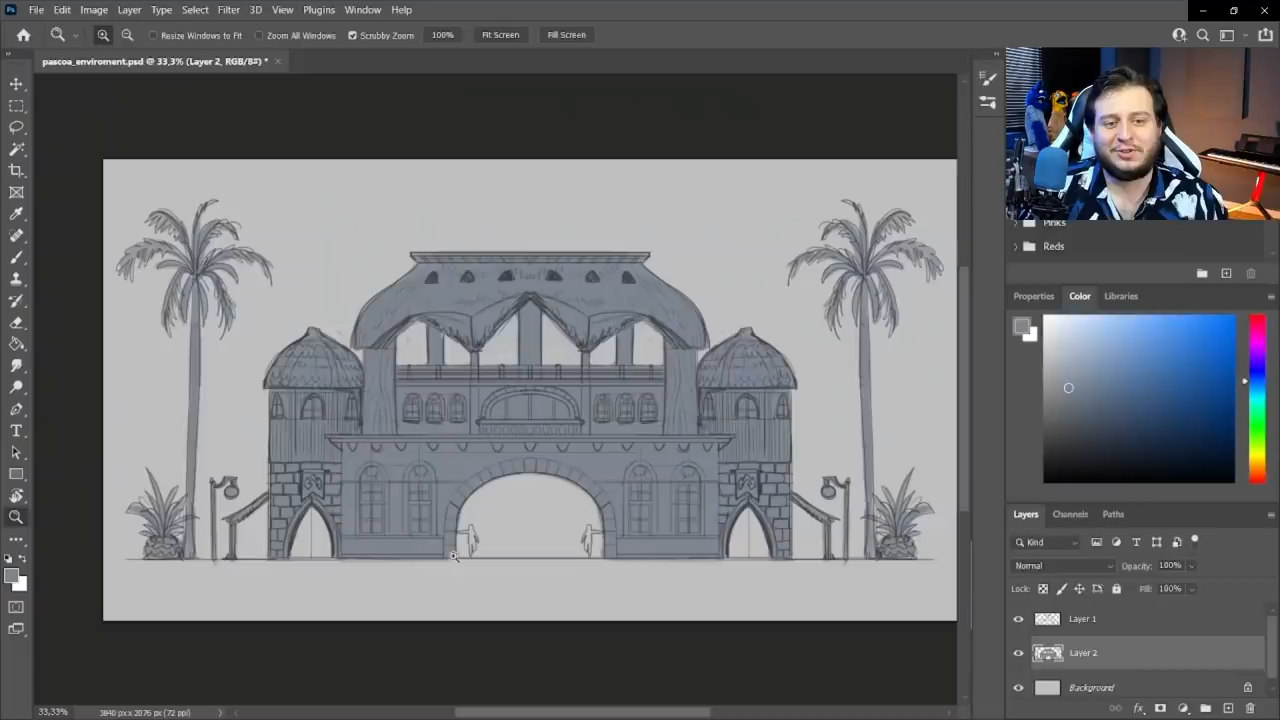 Ps File Edit Image Layer Type Select Filter 3D View Plugins Window Help
Resize Windows to Fit Zoom All Windows Scrubby Zoom 100% Fit Screen Fill Screen
pascoa_enviroment.psd @ 33,3% (Layer 2, RGB/8#) *
Pinks
Reds
Properties Color Libraries
Layers Channels Paths
Kind
Normal Opacity: 100%
Lock: Fill: 100%
Layer 1
Layer 2
Background
fx
33,33% 3840 px x 2076 px (72 ppi)